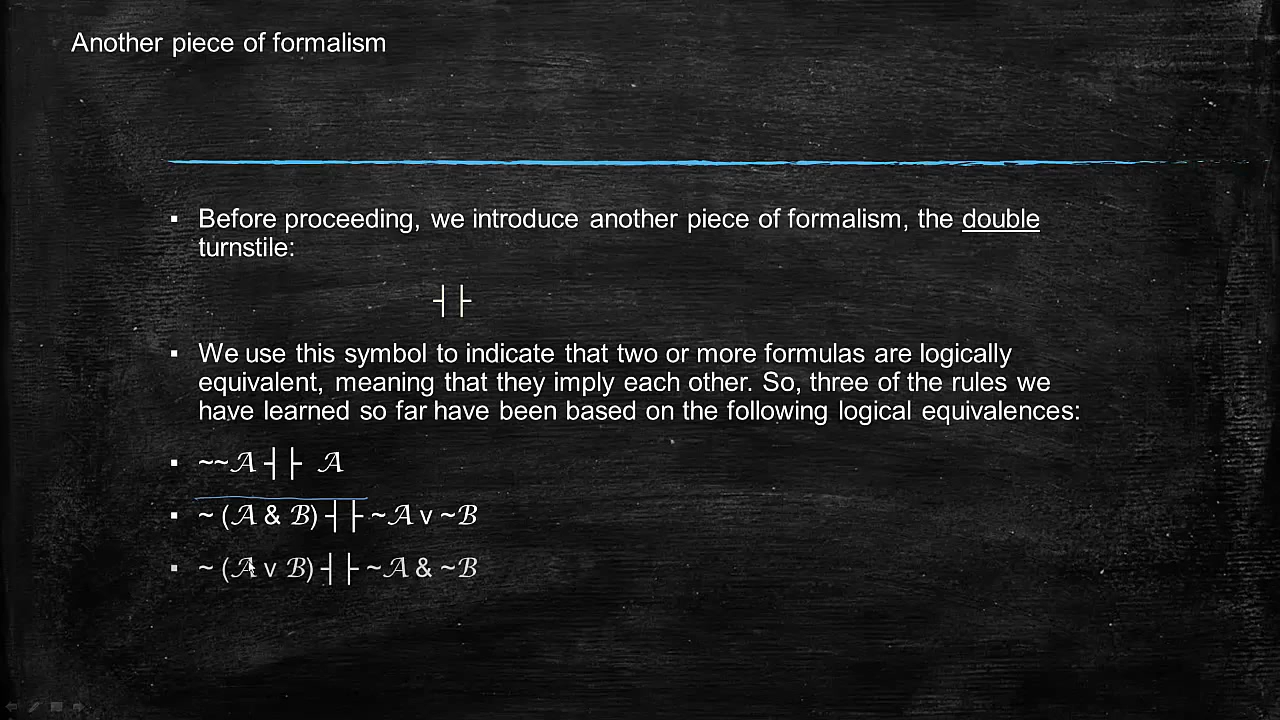 Another piece of formalism
▪ Before proceeding, we introduce another piece of formalism, the double
turnstile:
┤├
▪ We use this symbol to indicate that two or more formulas are logically
equivalent, meaning that they imply each other. So, three of the rules we
have learned so far have been based on the following logical equivalences:
▪ ~~𝒜 ┤├ 𝒜
▪ ~ (𝒜 & ℬ) ┤├ ~𝒜 v ~ℬ
▪ ~ (𝒜 v ℬ) ┤├ ~𝒜 & ~ℬ